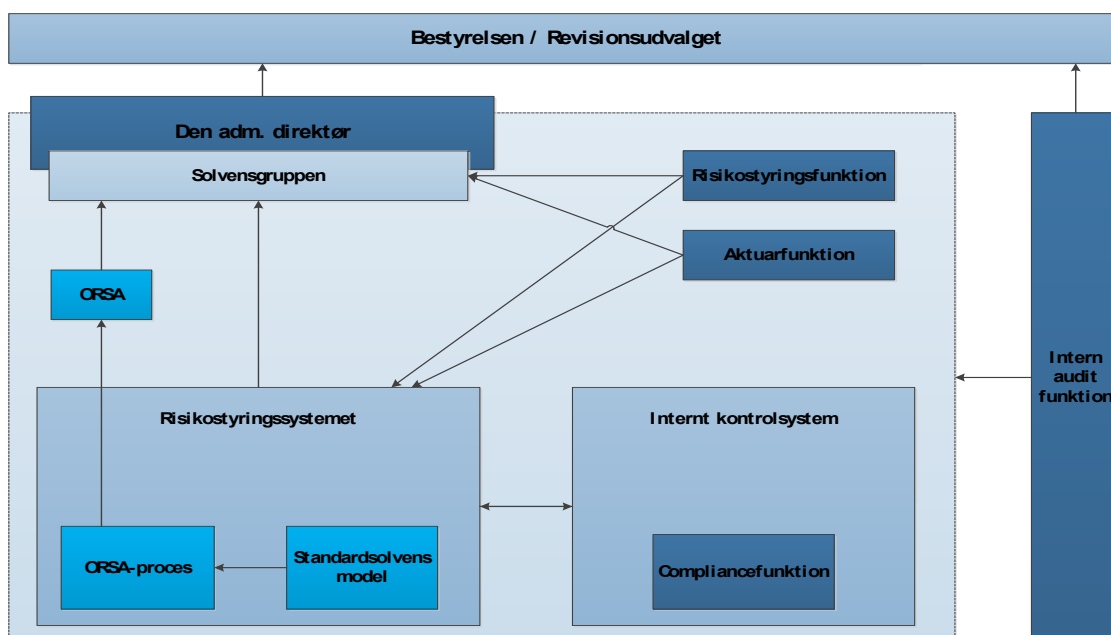 Bestyrelsen / Revisionsudvalget
Den adm. direktør
Solvensgruppen
Risikostyringsfunktion
Aktuarfunktion
ORSA
Intern
audit
funktion
Risikostyringssystemet
Internt kontrolsystem
ORSA-proces
Standardsolvens
model
Compliancefunktion